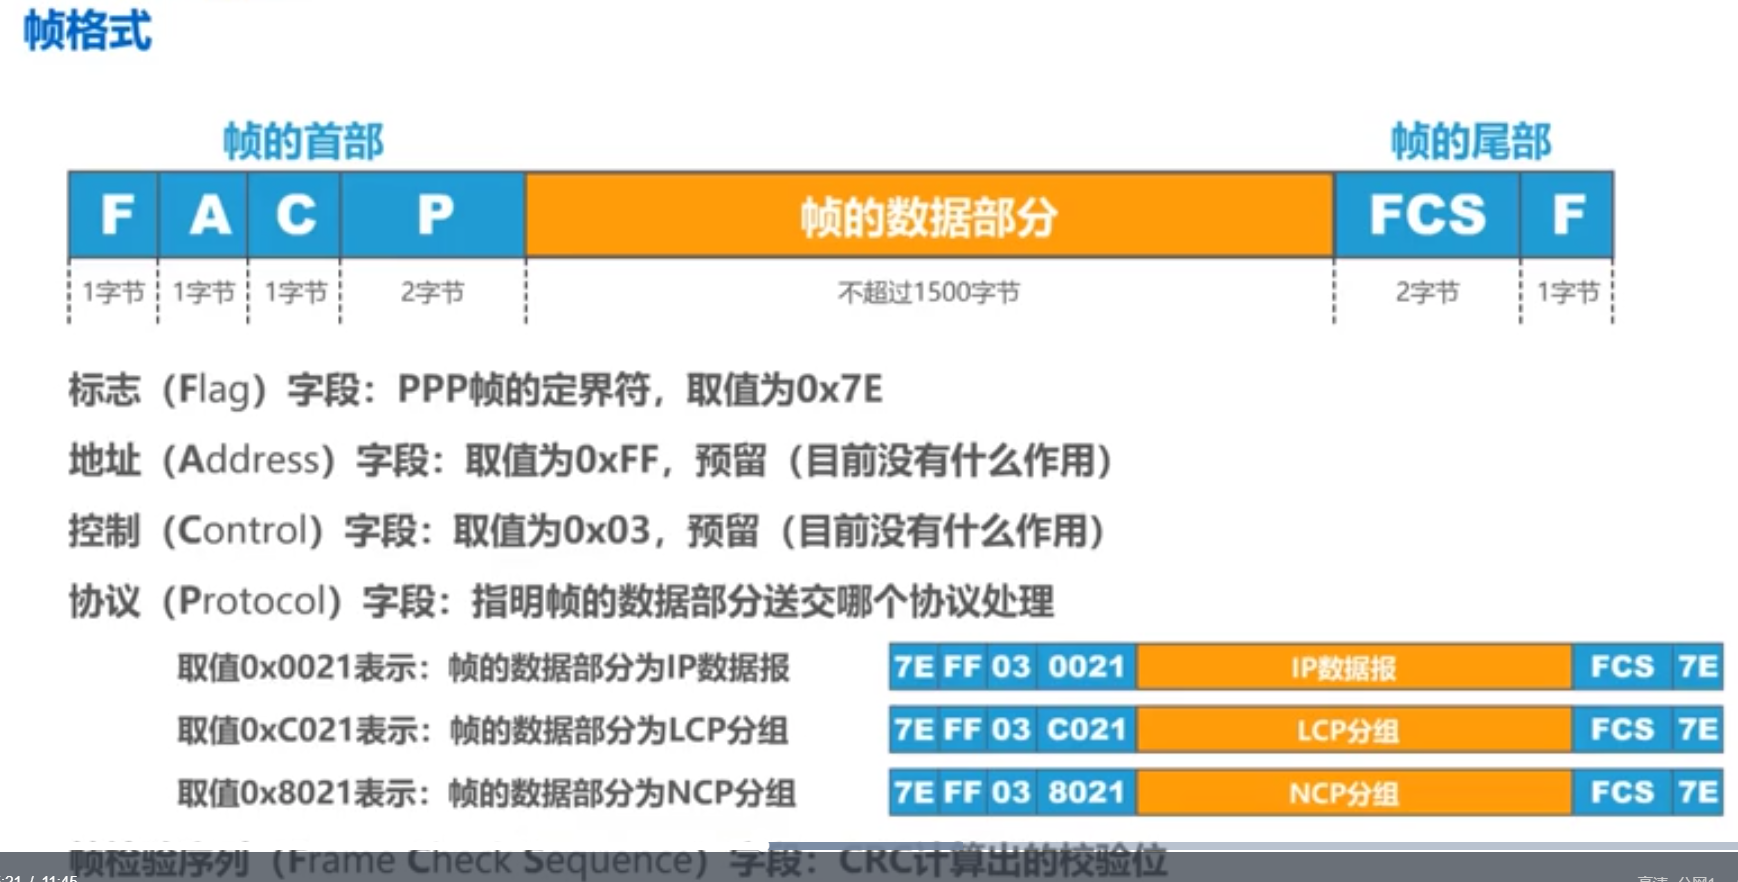 帧格式
帧的首部 帧的尾部
F A C P 帧的数据部分 FCS F
1字节 1字节 1字节 2字节 不超过1500字节 2字节 1字节
标志（Flag）字段：PPP帧的定界符，取值为0x7E
地址（Address）字段：取值为0xFF，预留（目前没有什么作用）
控制（Control）字段：取值为0x03，预留（目前没有什么作用）
协议（Protocol）字段：指明帧的数据部分送交哪个协议处理
取值0x0021表示：帧的数据部分为IP数据报 7E FF 03 0021 IP数据报 FCS 7E
取值0xC021表示：帧的数据部分为LCP分组 7E FF 03 C021 LCP分组 FCS 7E
取值0x8021表示：帧的数据部分为NCP分组 7E FF 03 8021 NCP分组 FCS 7E
帧检验序列（Frame Check Sequence）字段：CRC计算出的校验位
:21 / 11:45